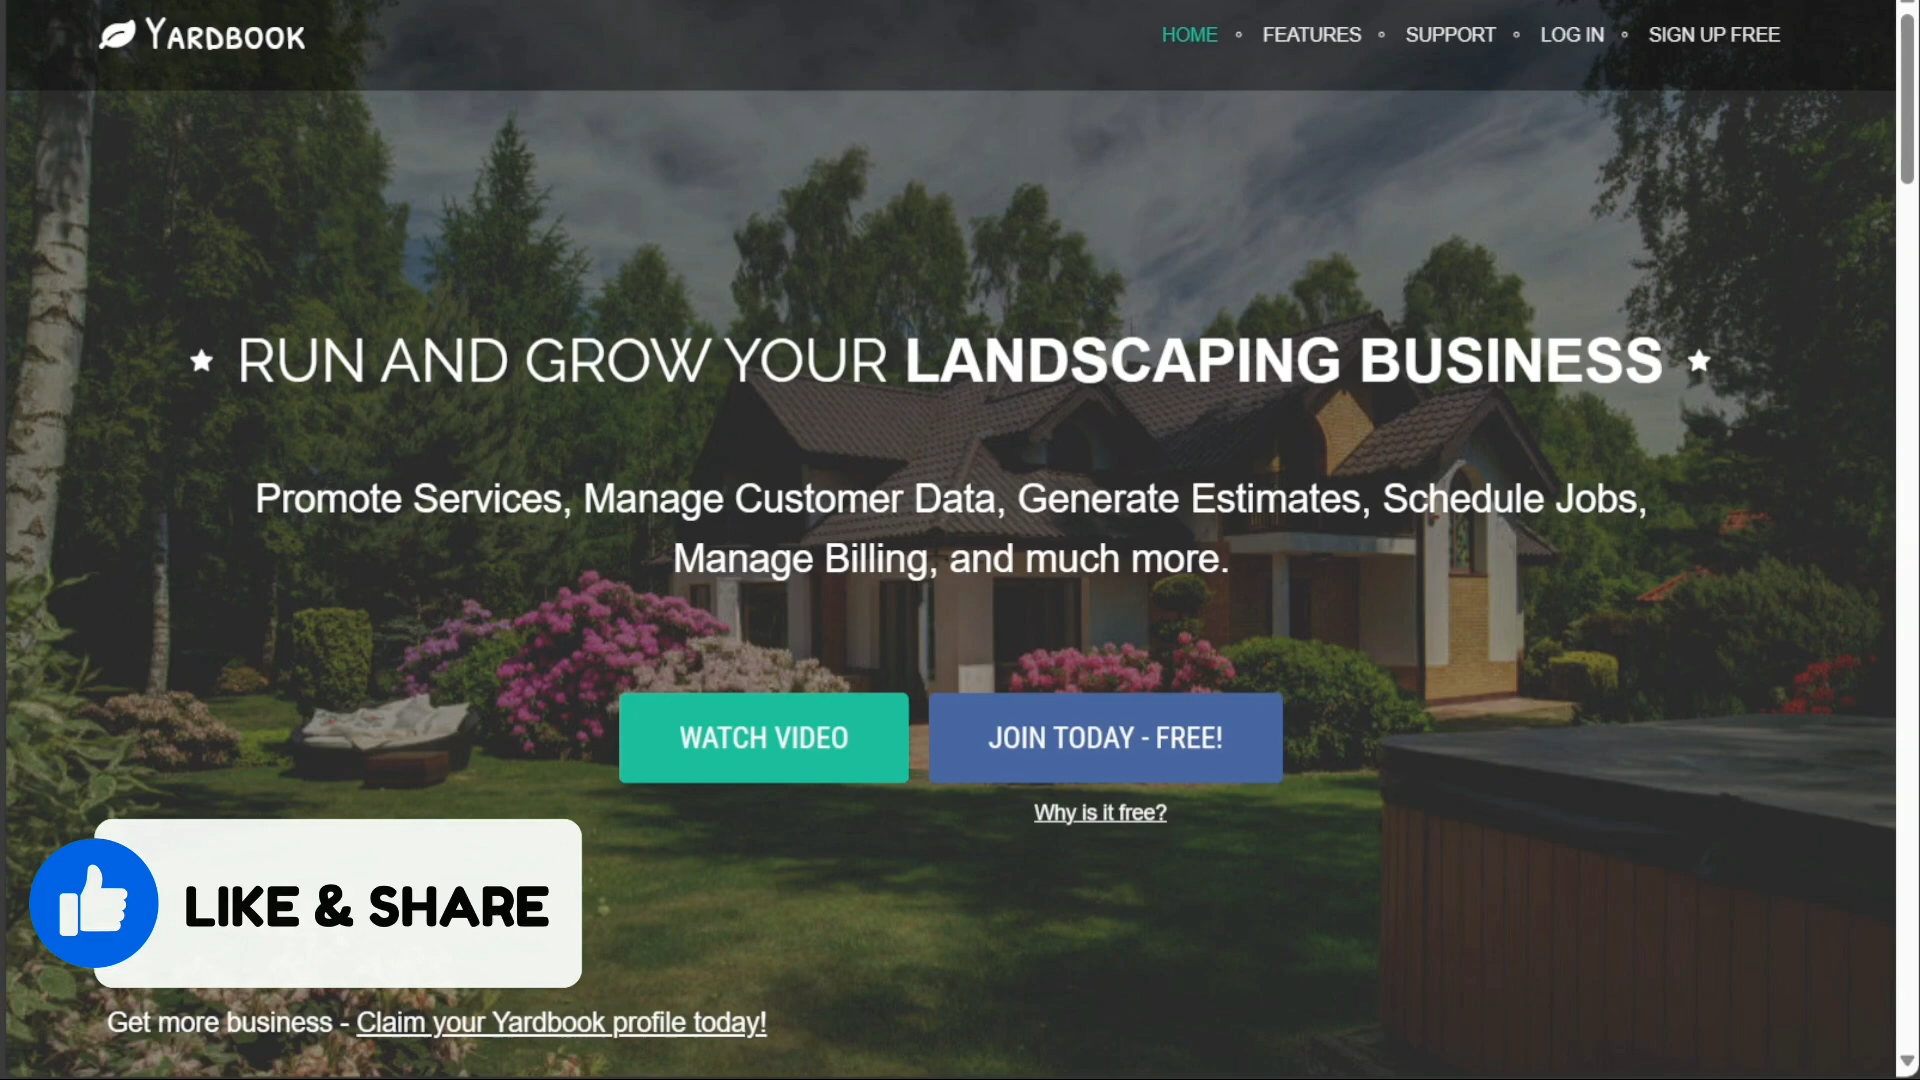 YARDBOOK
HOME
FEATURES
SUPPORT
LOG IN
SIGN UP FREE
RUN AND GROW YOUR LANDSCAPING BUSINESS
Promote Services, Manage Customer Data, Generate Estimates, Schedule Jobs,
Manage Billing, and much more.
WATCH VIDEO
JOIN TODAY - FREE!
Why is it free?
LIKE & SHARE
Get more business - Claim your Yardbook profile today!